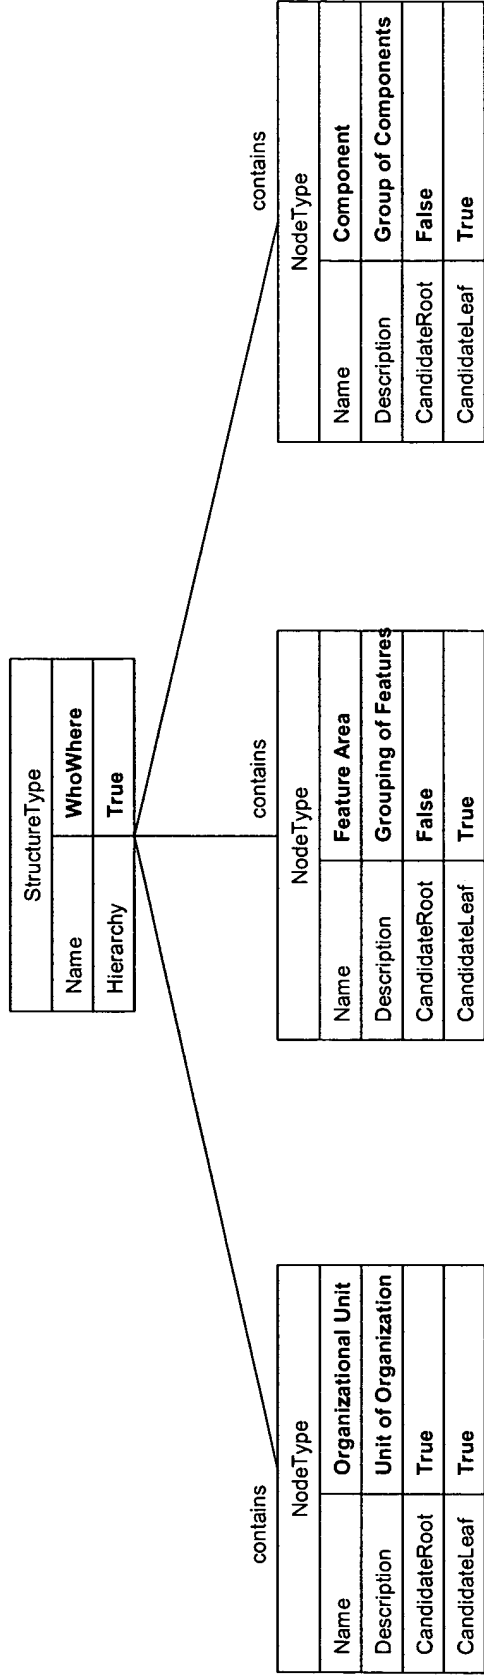 StructureType
Name WhoWhere
Hierarchy True
contains
contains
contains
NodeType
Name Organizational Unit
Description Unit of Organization
CandidateRoot True
CandidateLeaf True
NodeType
Name Feature Area
Description Grouping of Features
CandidateRoot False
CandidateLeaf True
NodeType
Name Component
Description Group of Components
CandidateRoot False
CandidateLeaf True